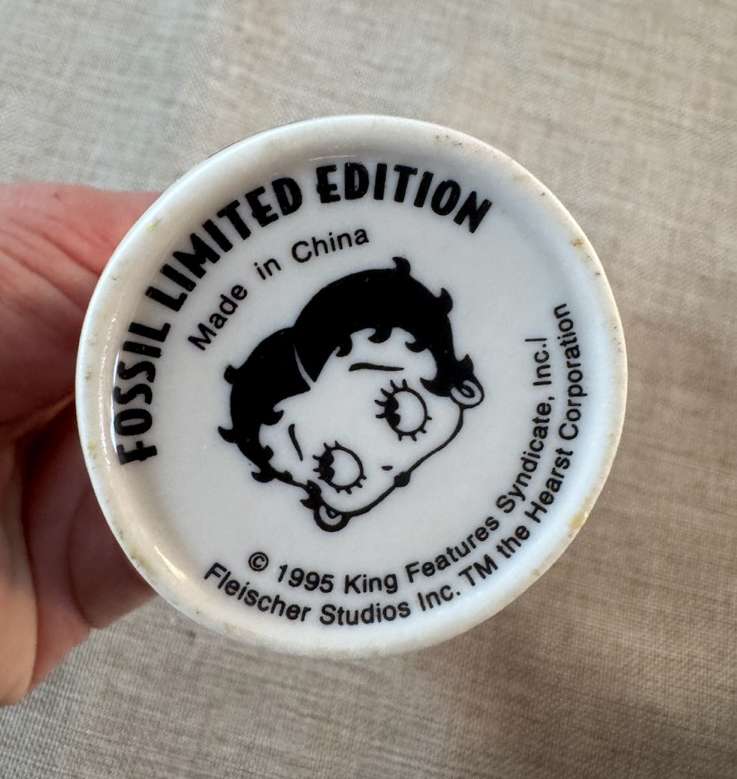 FOSSIL LIMITED EDITION
Made in China
© 1995 King Features Syndicate, Inc./
Fleischer Studios Inc. TM the Hearst Corporation